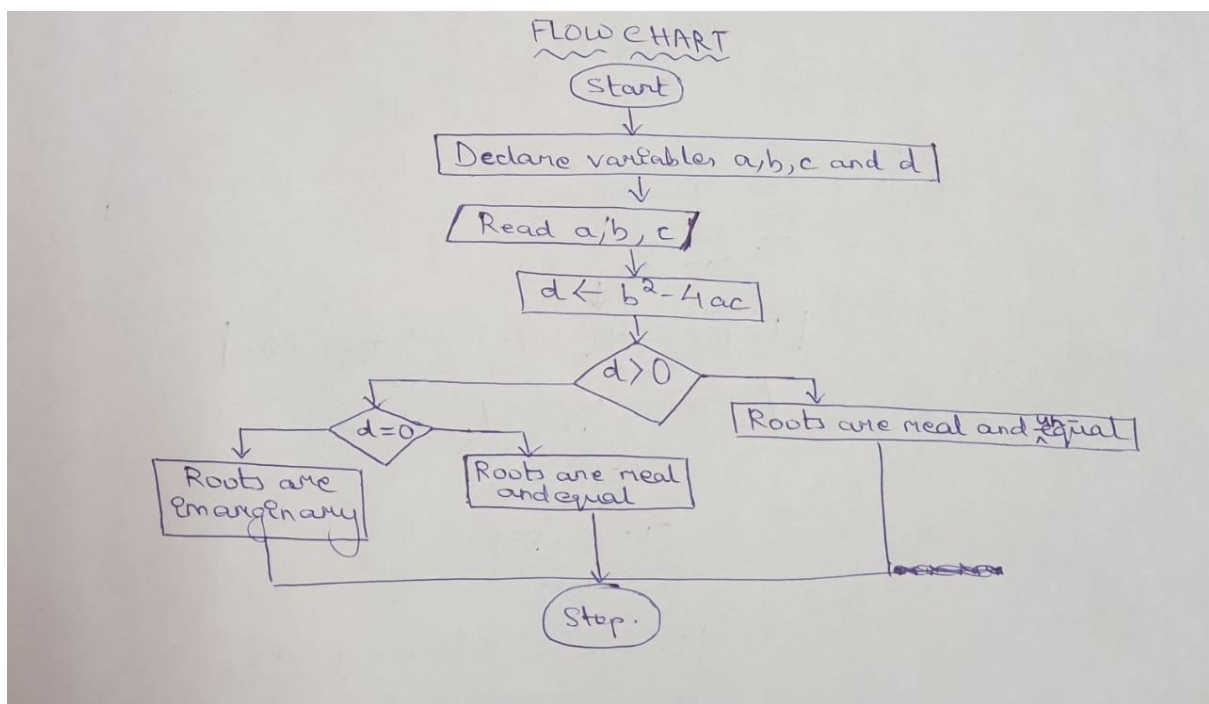 FLOW CHART
Start
Declare variables a,b,c and d
Read a,b,c
d ← b²-4ac
d>0
d=0
Roots are real and unequal
Roots are
imarginary
Roots are real
and equal
Stop.